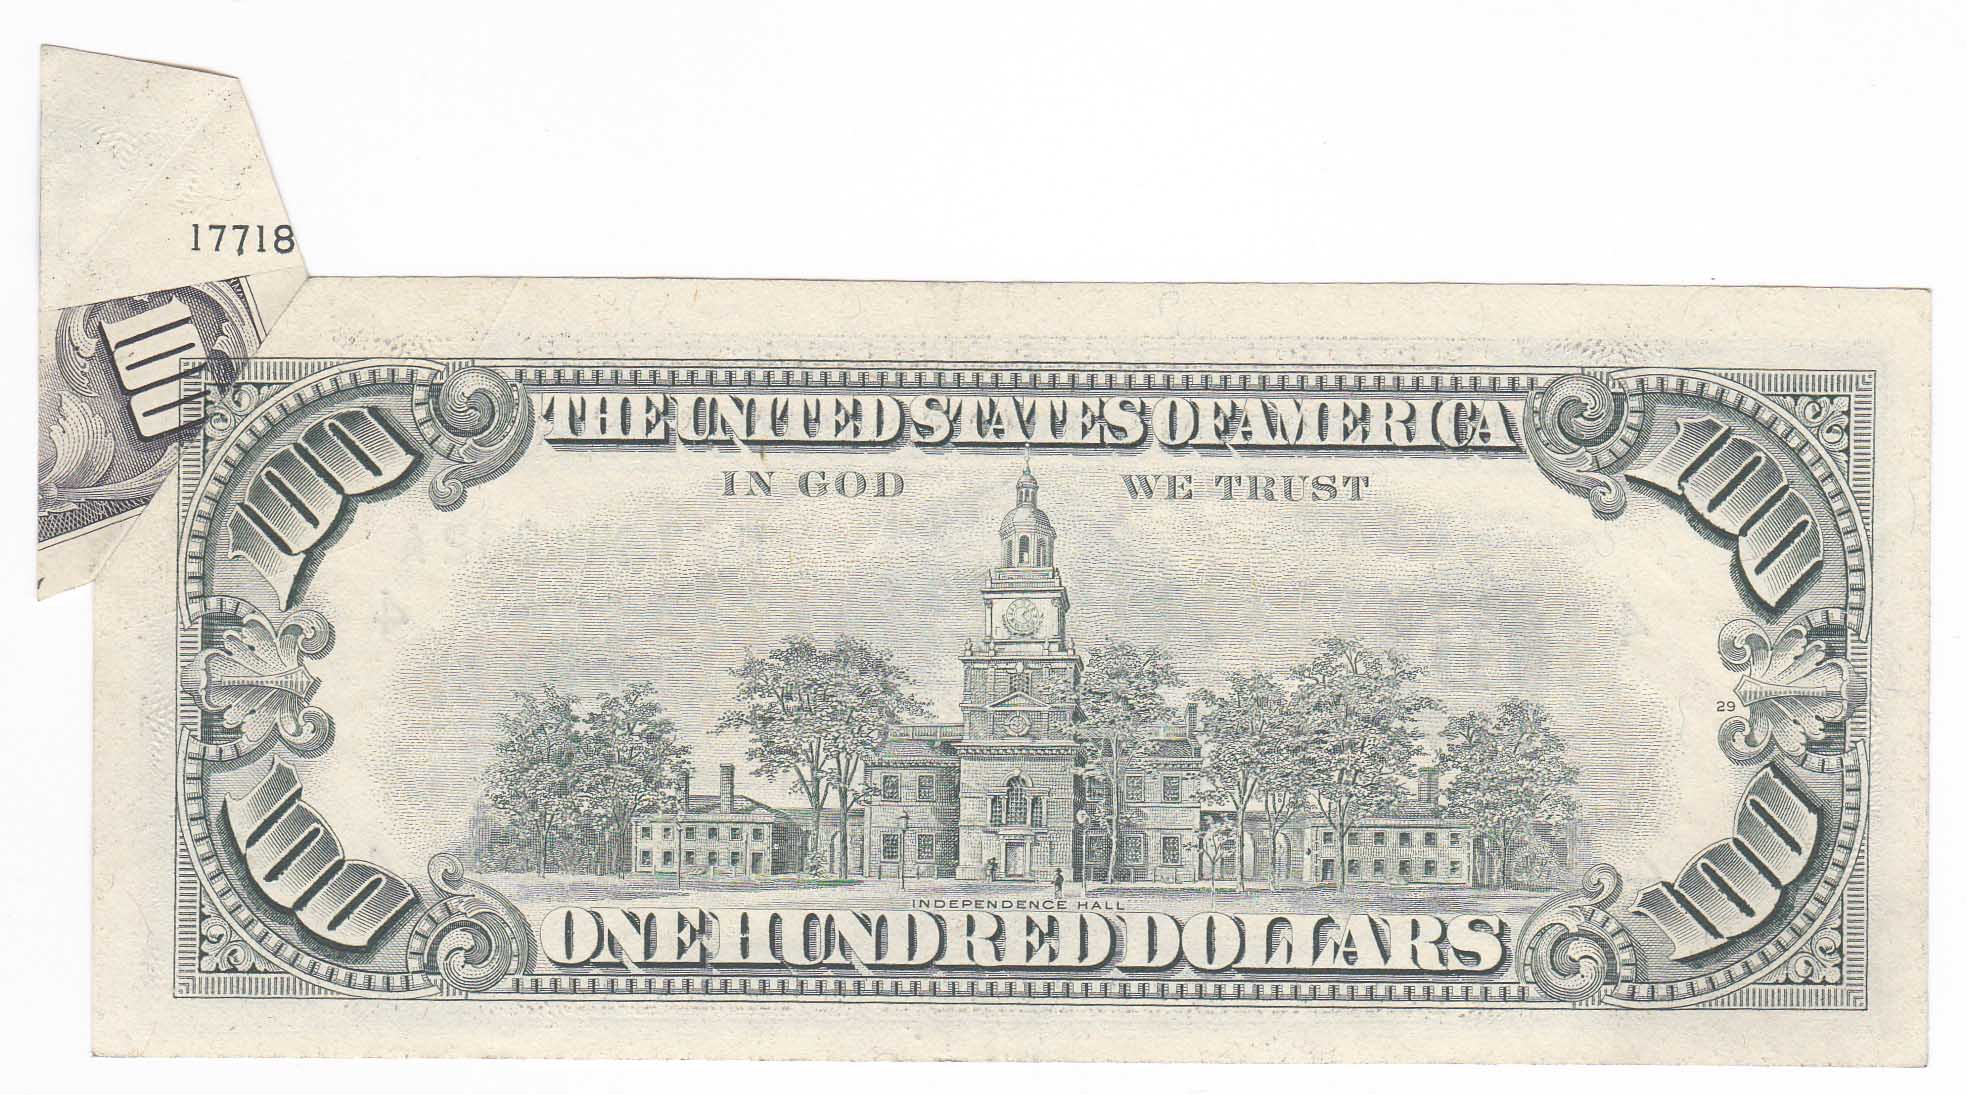 17718
100
100
THE UNITED STATES OF AMERICA
100
IN GOD WE TRUST
29
INDEPENDENCE HALL
100
ONE HUNDRED DOLLARS
100